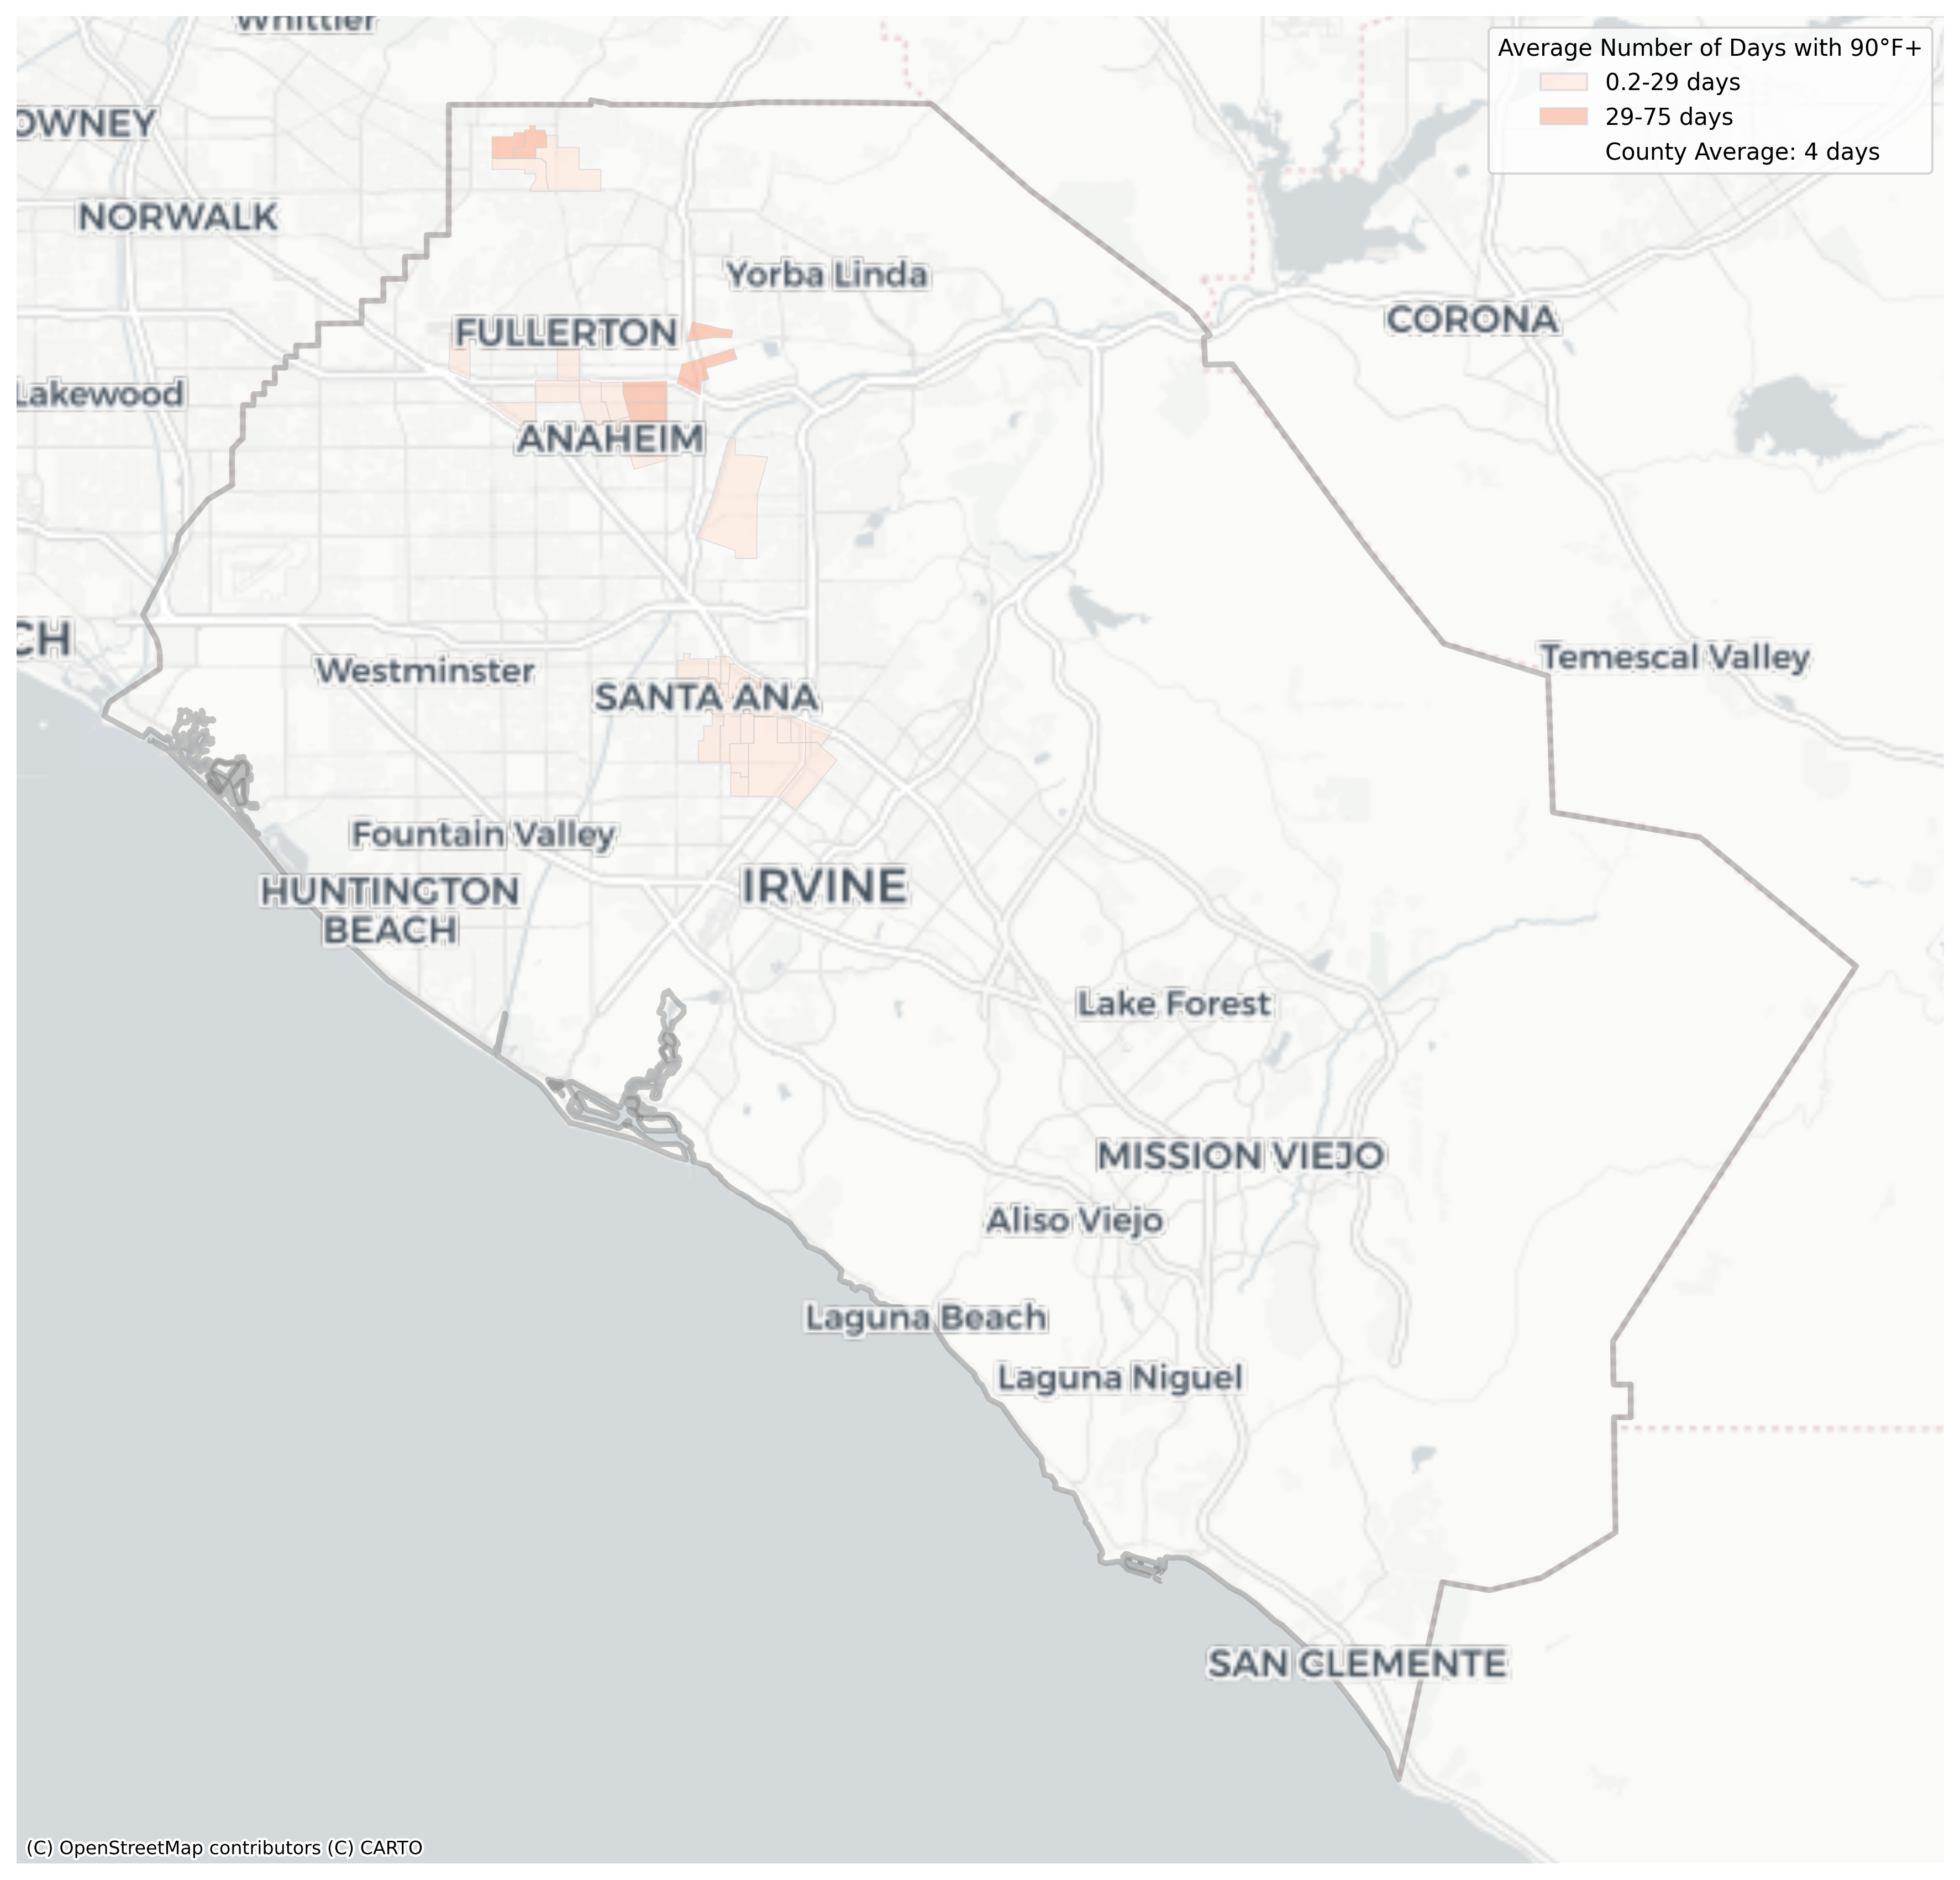 Whittier
Average Number of Days with 90°F+
0.2-29 days
29-75 days
County Average: 4 days
OWNEY
NORWALK
Yorba Linda
FULLERTON
CORONA
Lakewood
ANAHEIM
CH
Westminster
Temescal Valley
SANTA ANA
Fountain Valley
IRVINE
HUNTINGTON
BEACH
Lake Forest
MISSION VIEJO
Aliso Viejo
Laguna Beach
Laguna Niguel
SAN CLEMENTE
(C) OpenStreetMap contributors (C) CARTO